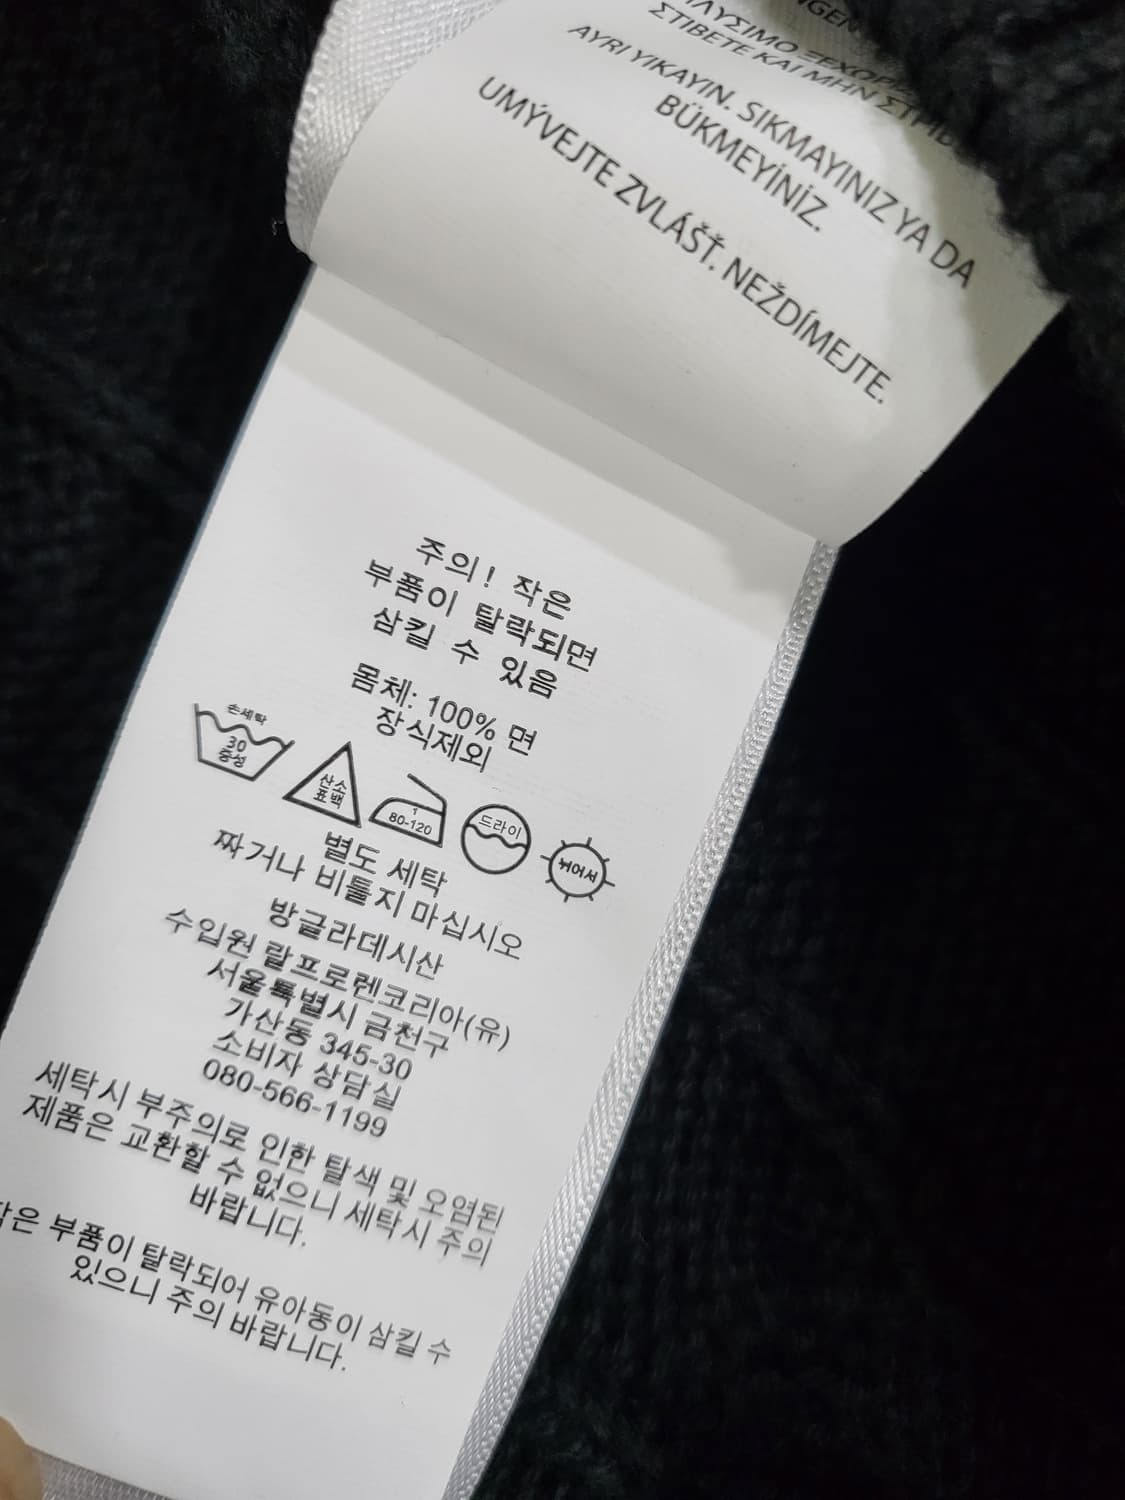 ΣΤΙΒΕΤΕ ΚΑΙ ΜΗΝ
AYRI YIKAYIN. SIKMAYINIZ YA DA
BÜKMEYİNİZ.
UMÝVEJTE ZVLÁŠŤ. NEŽDÍMEJTE.
주의! 작은
부품이 탈락되면
삼킬 수 있음
몸체: 100% 면
장식제외
손세탁
30
중성
산소
표백
1
80-120
드라이
뉘어서
별도 세탁
짜거나 비틀지 마십시오
방글라데시산
수입원 랄프로렌코리아(유)
서울특별시 금천구
가산동 345-30
소비자 상담실
080-566-1199
세탁시 부주의로 인한 탈색 및 오염된
제품은 교환할 수 없으니 세탁시 주의
바랍니다.
작은 부품이 탈락되어 유아동이 삼킬 수
있으니 주의 바랍니다.